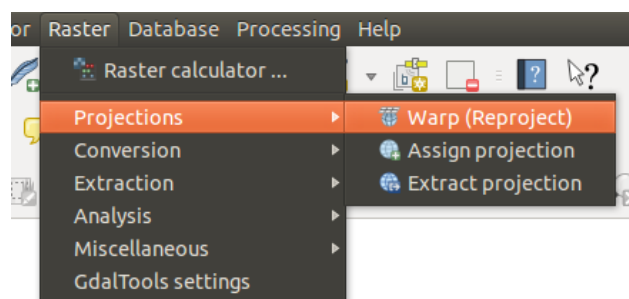 or Raster Database Processing Help
Raster calculator ...
Projections
Warp (Reproject)
Conversion
Assign projection
Extraction
Extract projection
Analysis
Miscellaneous
GdalTools settings